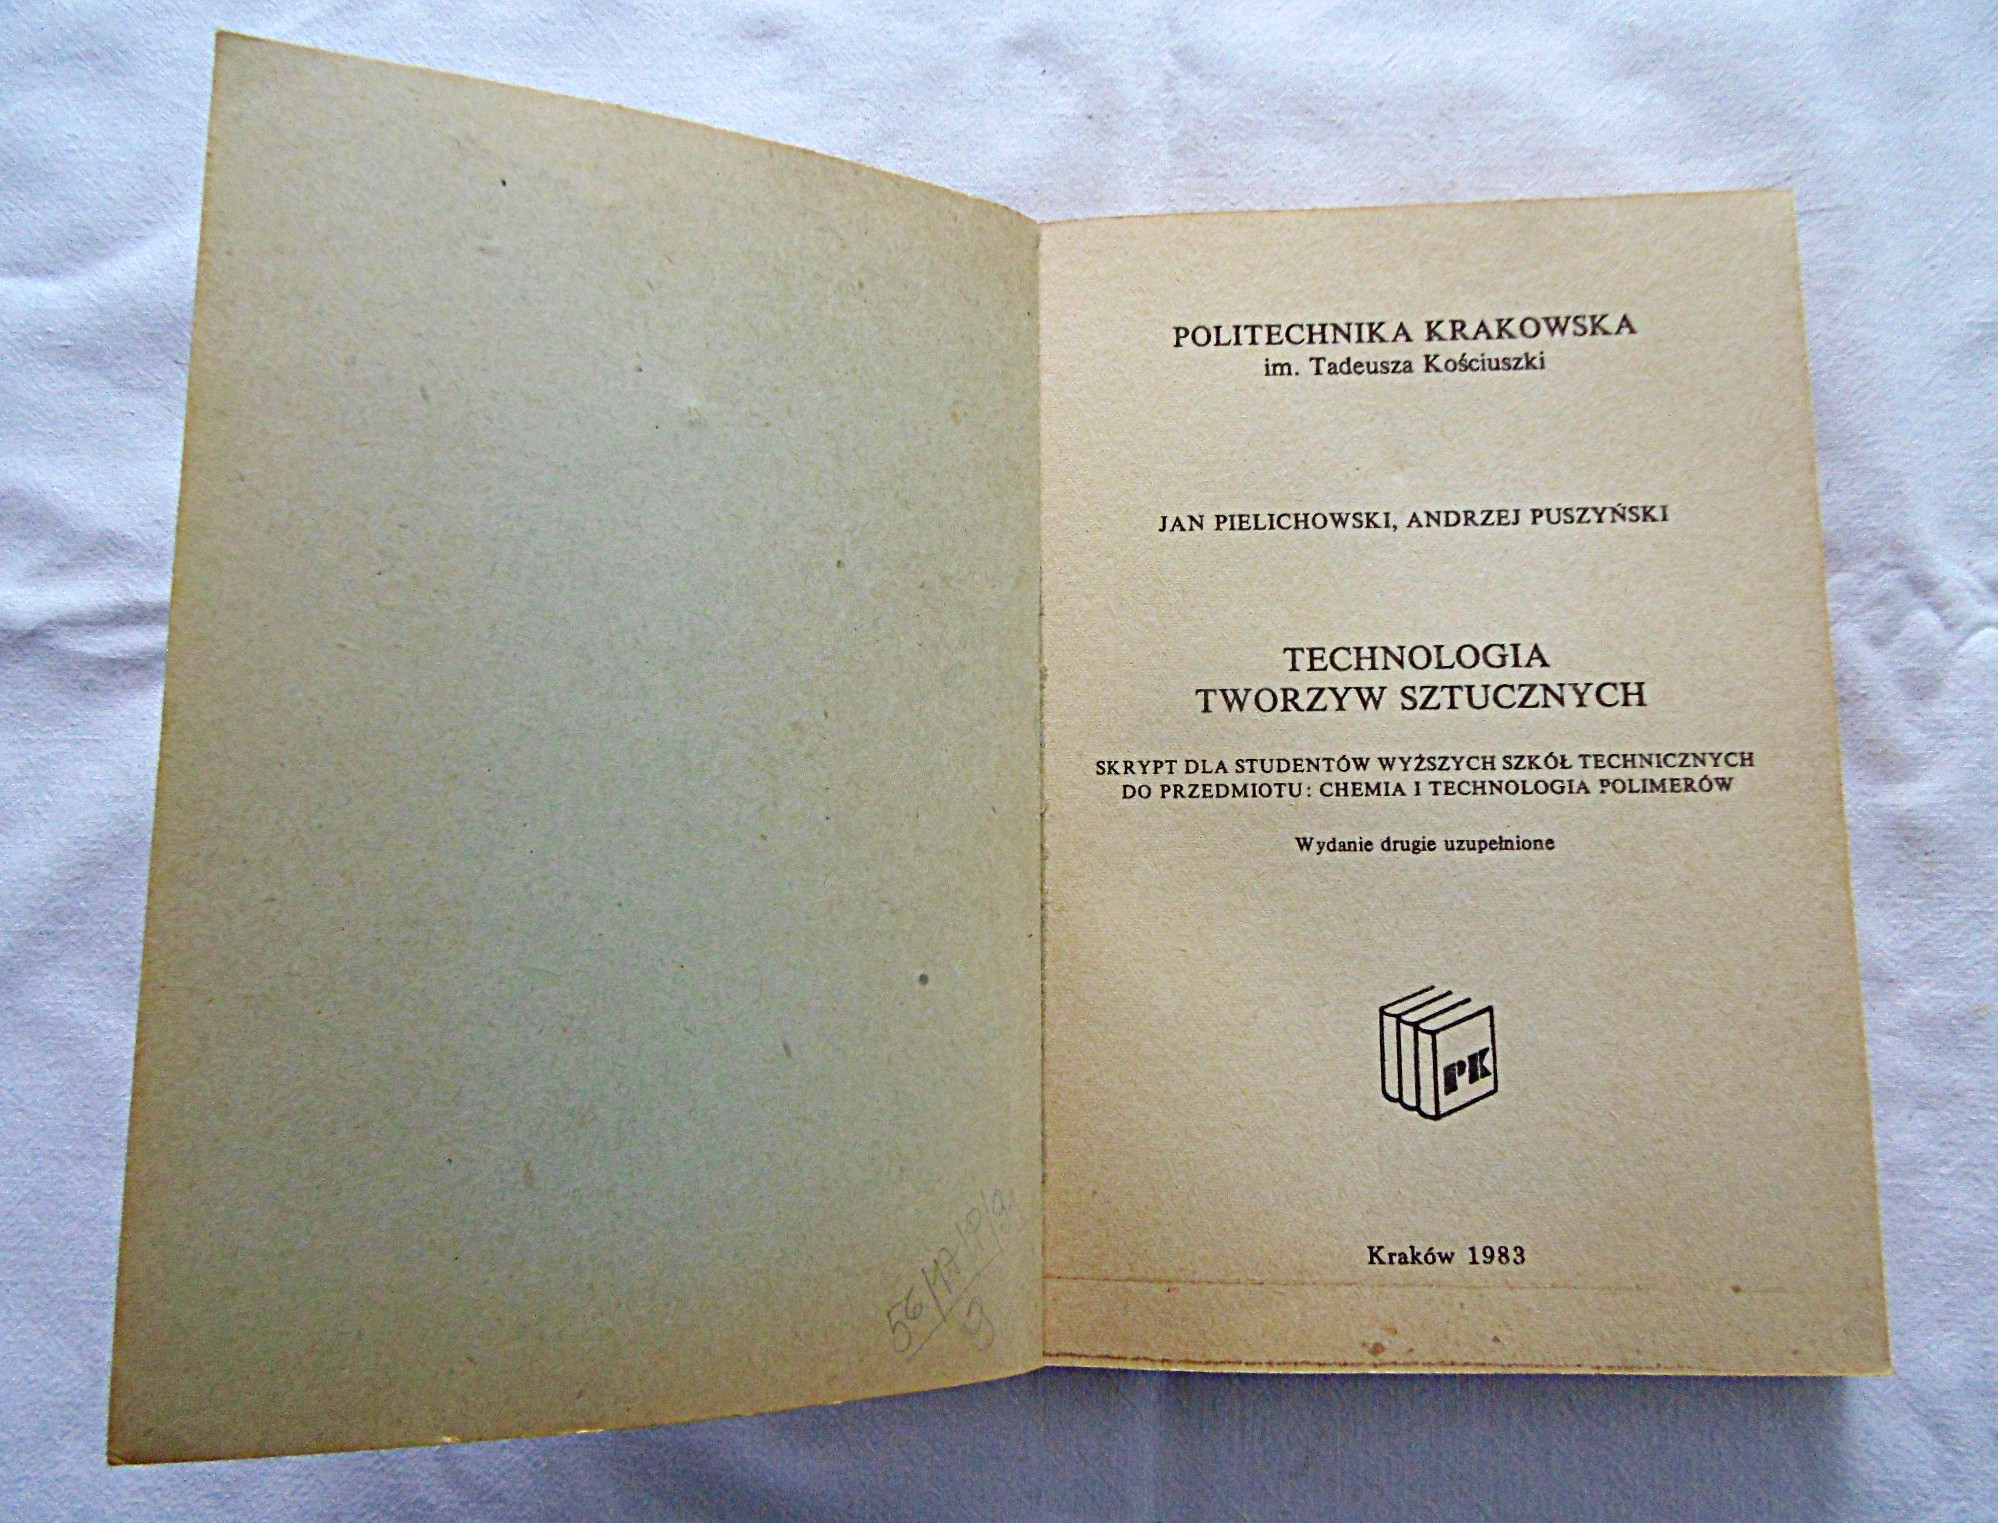 POLITECHNIKA KRAKOWSKA
im. Tadeusza Kościuszki
JAN PIELICHOWSKI, ANDRZEJ PUSZYŃSKI
TECHNOLOGIA
TWORZYW SZTUCZNYCH
SKRYPT DLA STUDENTÓW WYŻSZYCH SZKÓŁ TECHNICZNYCH
DO PRZEDMIOTU: CHEMIA I TECHNOLOGIA POLIMERÓW
Wydanie drugie uzupełnione
PK
Kraków 1983